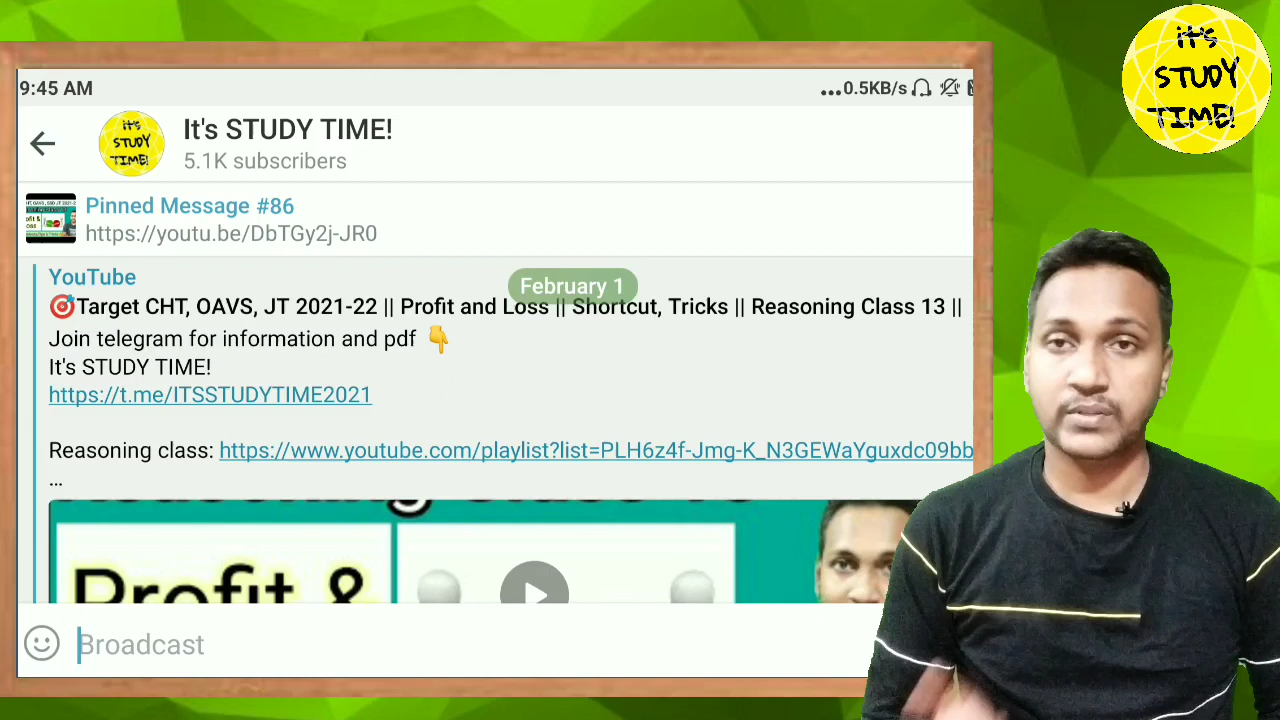 it's
STUDY
TIME!
9:45 AM
...0.5KB/s
it's
STUDY
TIME!
It's STUDY TIME!
5.1K subscribers
Pinned Message #86
https://youtu.be/DbTGy2j-JR0
YouTube
February 1
🎯Target CHT, OAVS, JT 2021-22 || Profit and Loss || Shortcut, Tricks || Reasoning Class 13 ||
Join telegram for information and pdf 👇
It's STUDY TIME!
https://t.me/ITSSTUDYTIME2021
Reasoning class: https://www.youtube.com/playlist?list=PLH6z4f-Jmg-K_N3GEWaYguxdc09bb
...
Profit &
Broadcast